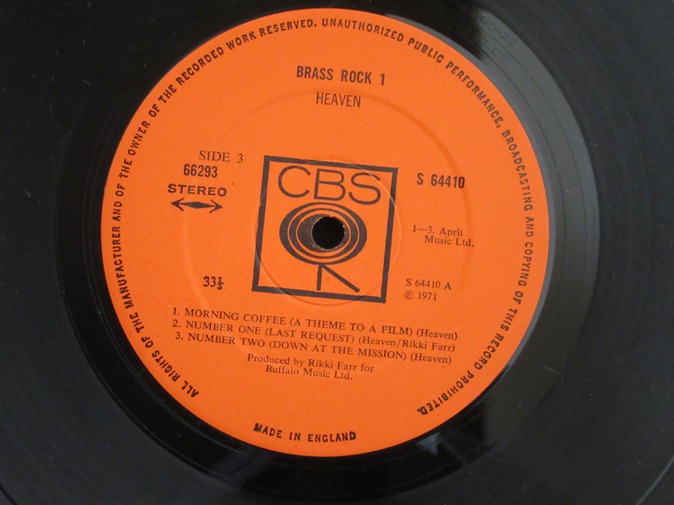 ALL RIGHTS OF THE MANUFACTURER AND OF THE OWNER OF THE RECORDED WORK RESERVED. UNAUTHORIZED PUBLIC PERFORMANCE, BROADCASTING AND COPYING OF THIS RECORD PROHIBITED.
BRASS ROCK 1
HEAVEN
SIDE 3
66293
STEREO
CBS
S 64410
1—3. April
Music Ltd.
33⅓
S 64410 A
℗ 1971
1. MORNING COFFEE (A THEME TO A FILM) (Heaven)
2. NUMBER ONE (LAST REQUEST) (Heaven/Rikki Farr)
3. NUMBER TWO (DOWN AT THE MISSION) (Heaven)
Produced by Rikki Farr for
Buffalo Music Ltd.
MADE IN ENGLAND